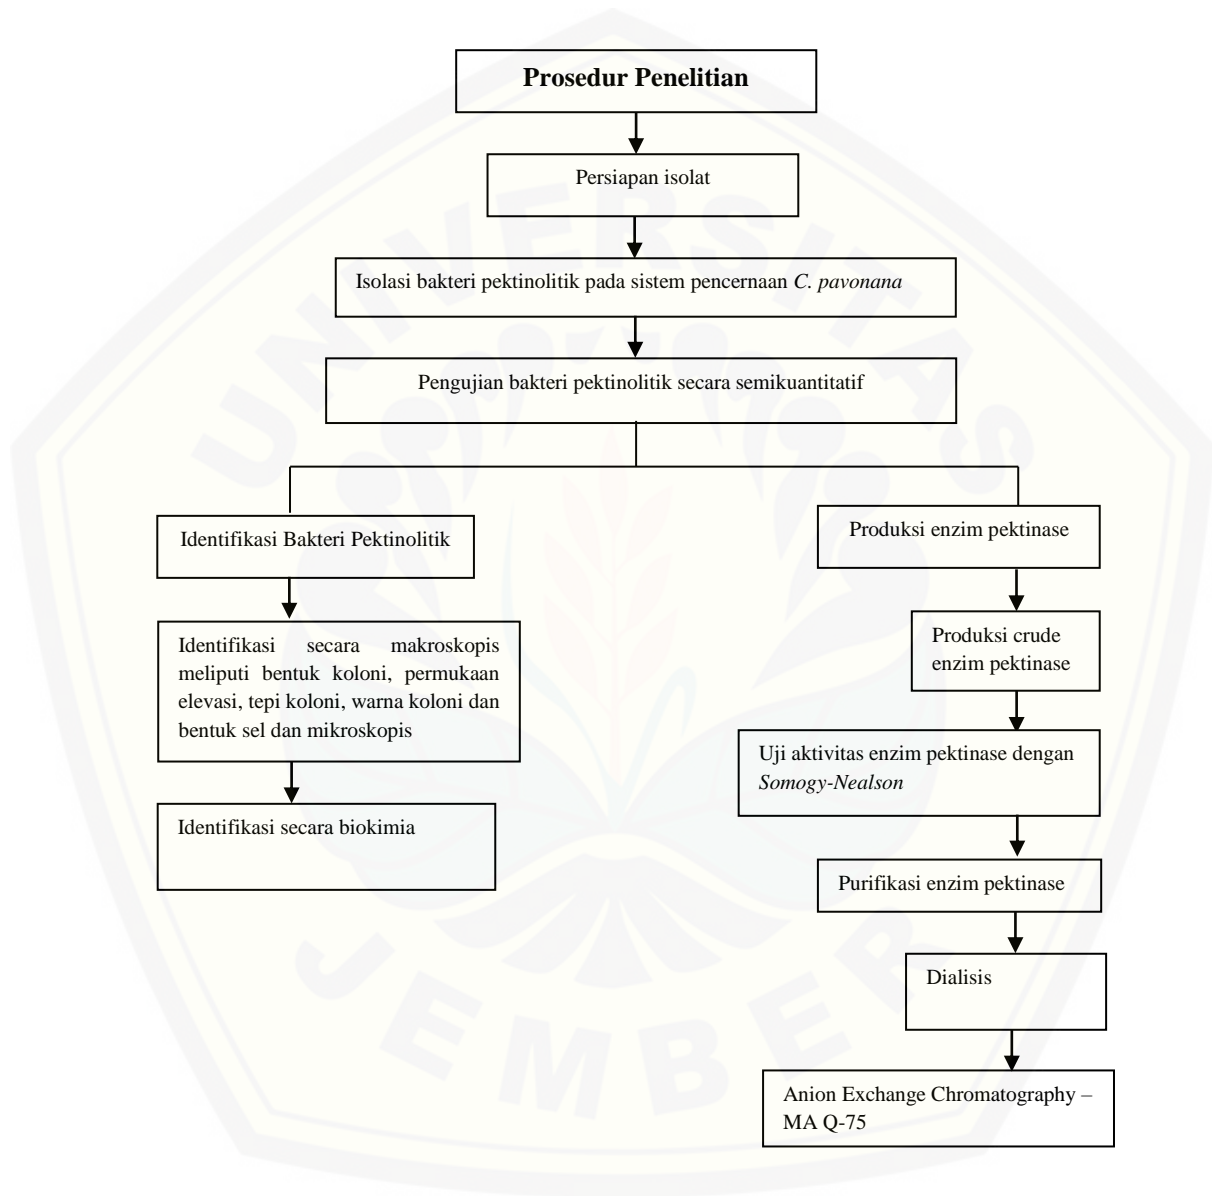 Prosedur Penelitian
Persiapan isolat
Isolasi bakteri pektinolitik pada sistem pencernaan C. pavonana
Pengujian bakteri pektinolitik secara semikuantitatif
Identifikasi Bakteri Pektinolitik
Identifikasi secara makroskopis
meliputi bentuk koloni, permukaan
elevasi, tepi koloni, warna koloni dan
bentuk sel dan mikroskopis
Identifikasi secara biokimia
Produksi enzim pektinase
Produksi crude
enzim pektinase
Uji aktivitas enzim pektinase dengan
Somogy-Nealson
Purifikasi enzim pektinase
Dialisis
Anion Exchange Chromatography –
MA Q-75
UNIVERSITAS
JEMBER